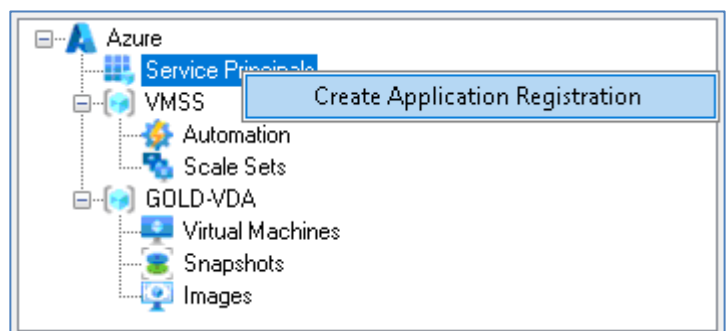 Azure
Service Principals
Create Application Registration
VMSS
Automation
Scale Sets
GOLD-VDA
Virtual Machines
Snapshots
Images